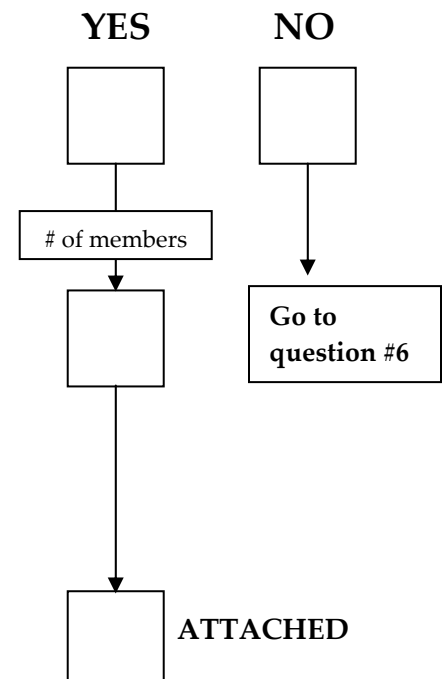 YES NO
# of members
Go to
question #6
ATTACHED